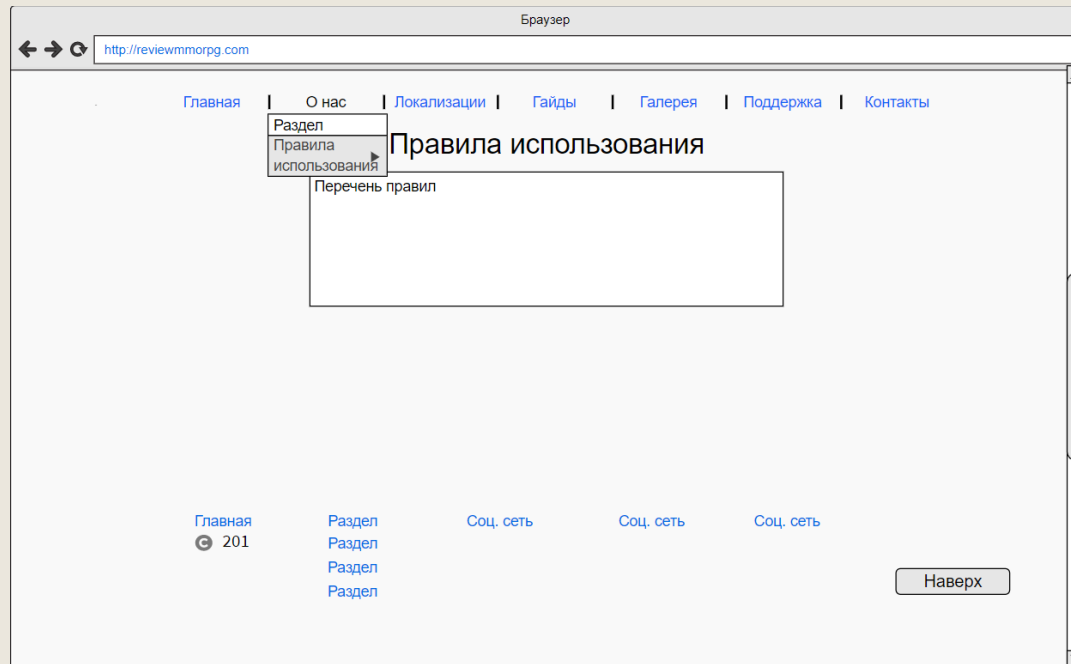 Браузер
http://reviewmmorpg.com
Главная | О нас | Локализации | Гайды | Галерея | Поддержка | Контакты
Раздел
Правила
использования
Правила использования
Перечень правил
Главная Раздел Соц. сеть Соц. сеть Соц. сеть
© 201 Раздел
Раздел
Раздел
Наверх